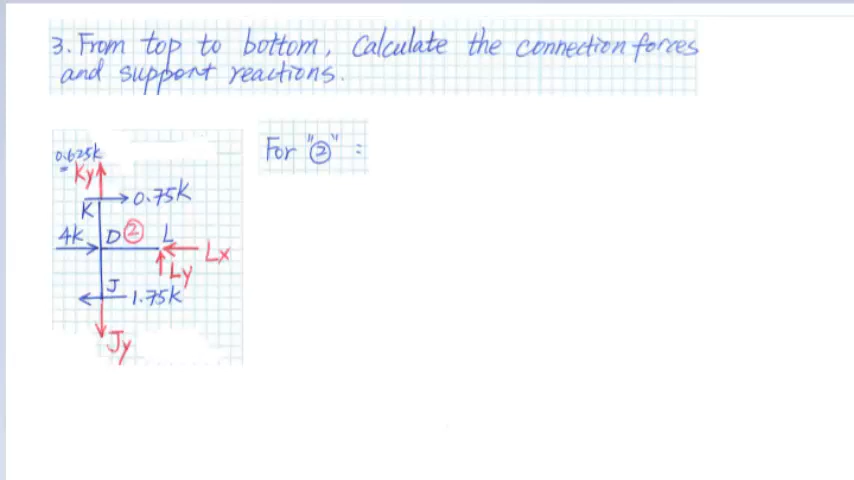 3. From top to bottom, Calculate the connection forces
and support reactions.
For "②" :
0.625k
= Ky
K
0.75k
4k
D ② L
Lx
Ly
J
1.75k
Jy